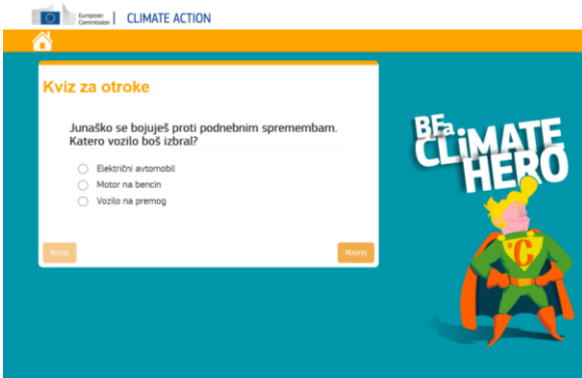 European
Commission
CLIMATE ACTION
Kviz za otroke
Junaško se bojuješ proti podnebnim spremembam.
Katero vozilo boš izbral?
Električni avtomobil
Motor na bencin
Vozilo na premog
Nazaj
Naprej
BE a
CLiMATE
HERO
°C